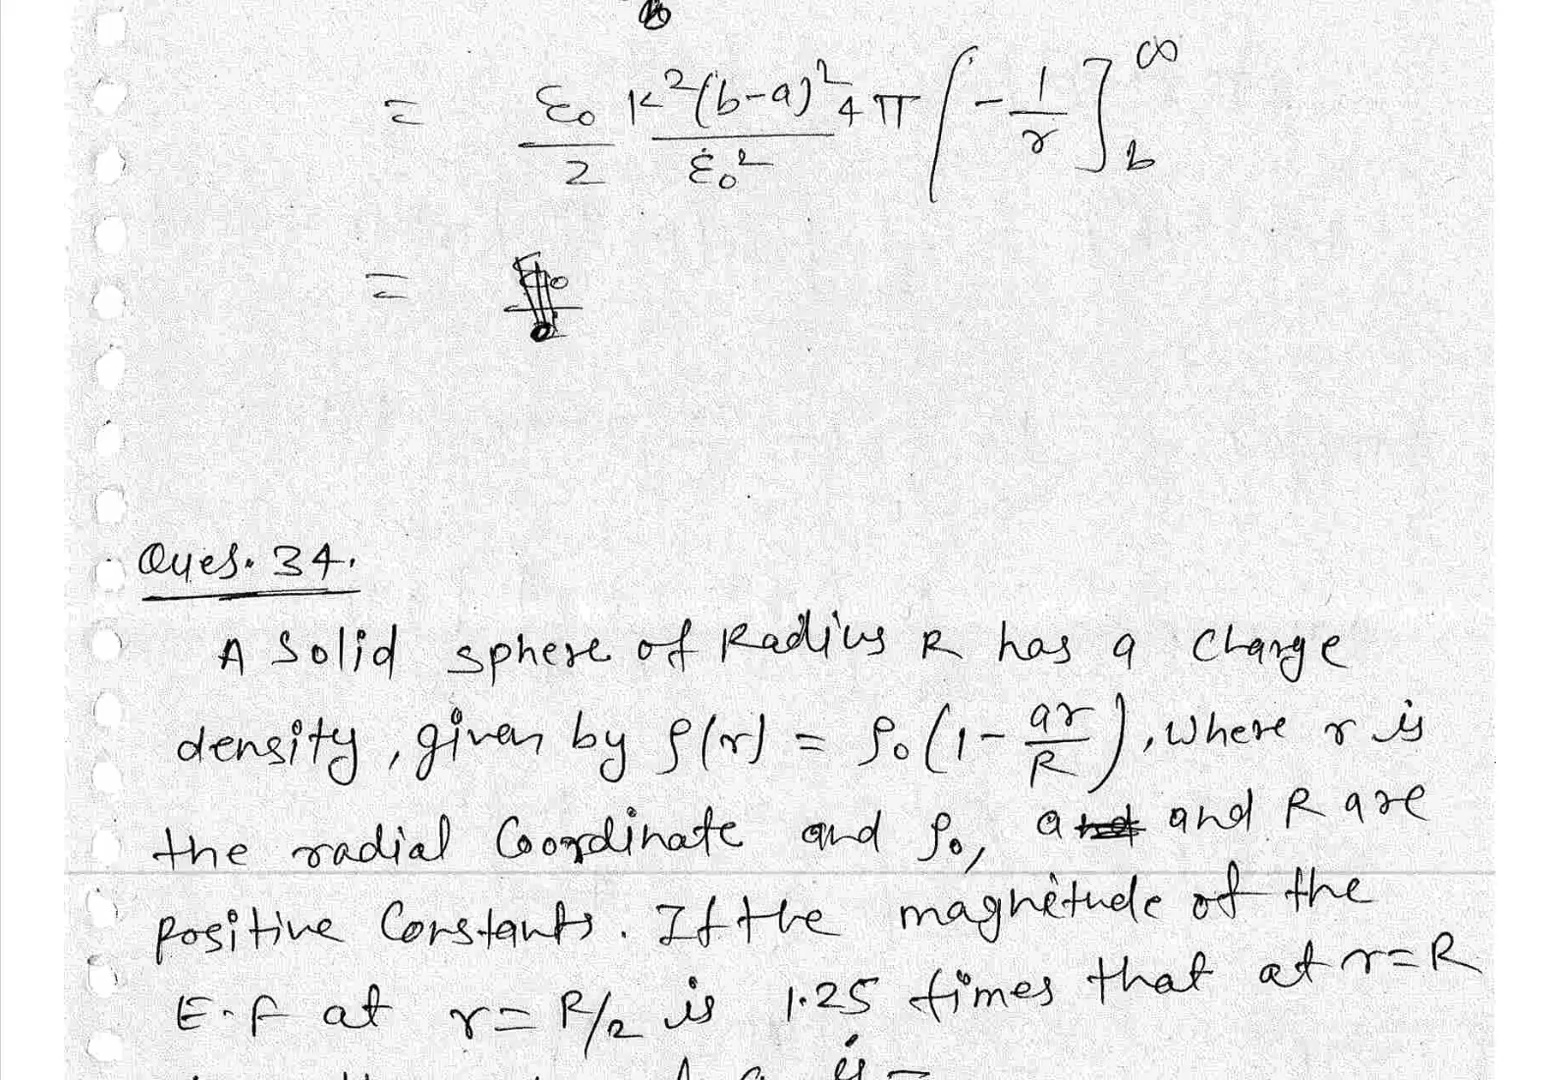 = ε₀/2 K²(b-a)²/ε₀² 4π [-1/r]_b^∞
=
Ques. 34.
A Solid sphere of Radius R has a charge
density, given by ρ(r) = ρ₀(1-ar/R), where r is
the radial Coordinate and ρ₀, a and R are
positive Constants. If the magnitude of the
E.F at r=R/2 is 1.25 times that at r=R